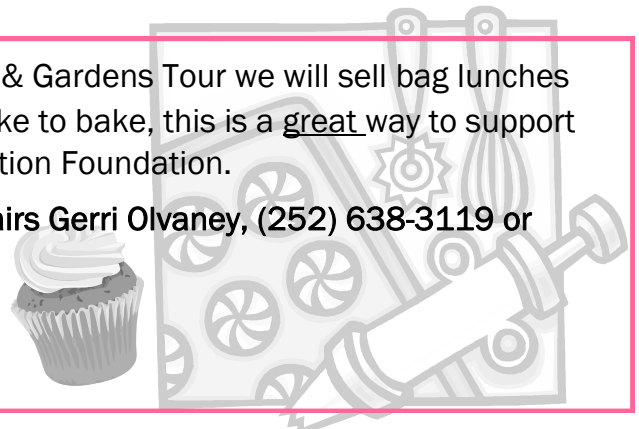 & Gardens Tour we will sell bag lunches
ke to bake, this is a great way to support
tion Foundation.
airs Gerri Olvaney, (252) 638-3119 or